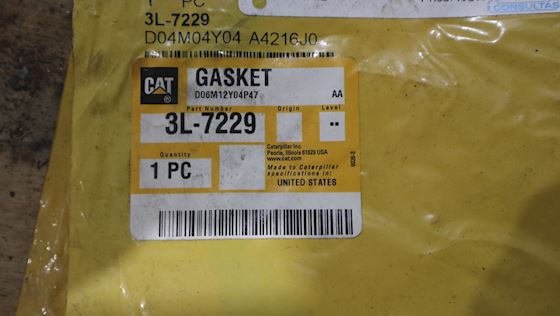 1 PC
3L-7229
D04M04Y04 A4216J0
CONSULTAS
CAT
GASKET
D06M12Y04P47
AA
Part Number
Origin
Level
3L-7229
--
Quantity
1 PC
Caterpillar Inc.
Peoria, Illinois 61629 USA
www.cat.com
Made to Caterpillar
specifications in:
UNITED STATES